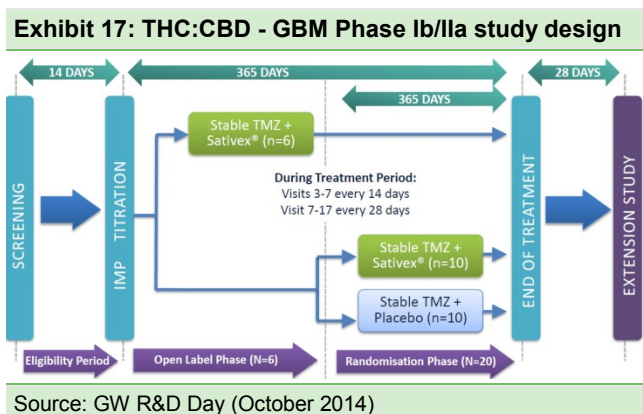 Exhibit 17: THC:CBD - GBM Phase Ib/IIa study design
14 DAYS
365 DAYS
28 DAYS
365 DAYS
SCREENING
IMP TITRATION
Stable TMZ +
Sativex® (n=6)
During Treatment Period:
Visits 3-7 every 14 days
Visit 7-17 every 28 days
Stable TMZ +
Sativex® (n=10)
Stable TMZ +
Placebo (n=10)
END OF TREATMENT
EXTENSION STUDY
Eligibility Period
Open Label Phase (N=6)
Randomisation Phase (N=20)
Source: GW R&D Day (October 2014)